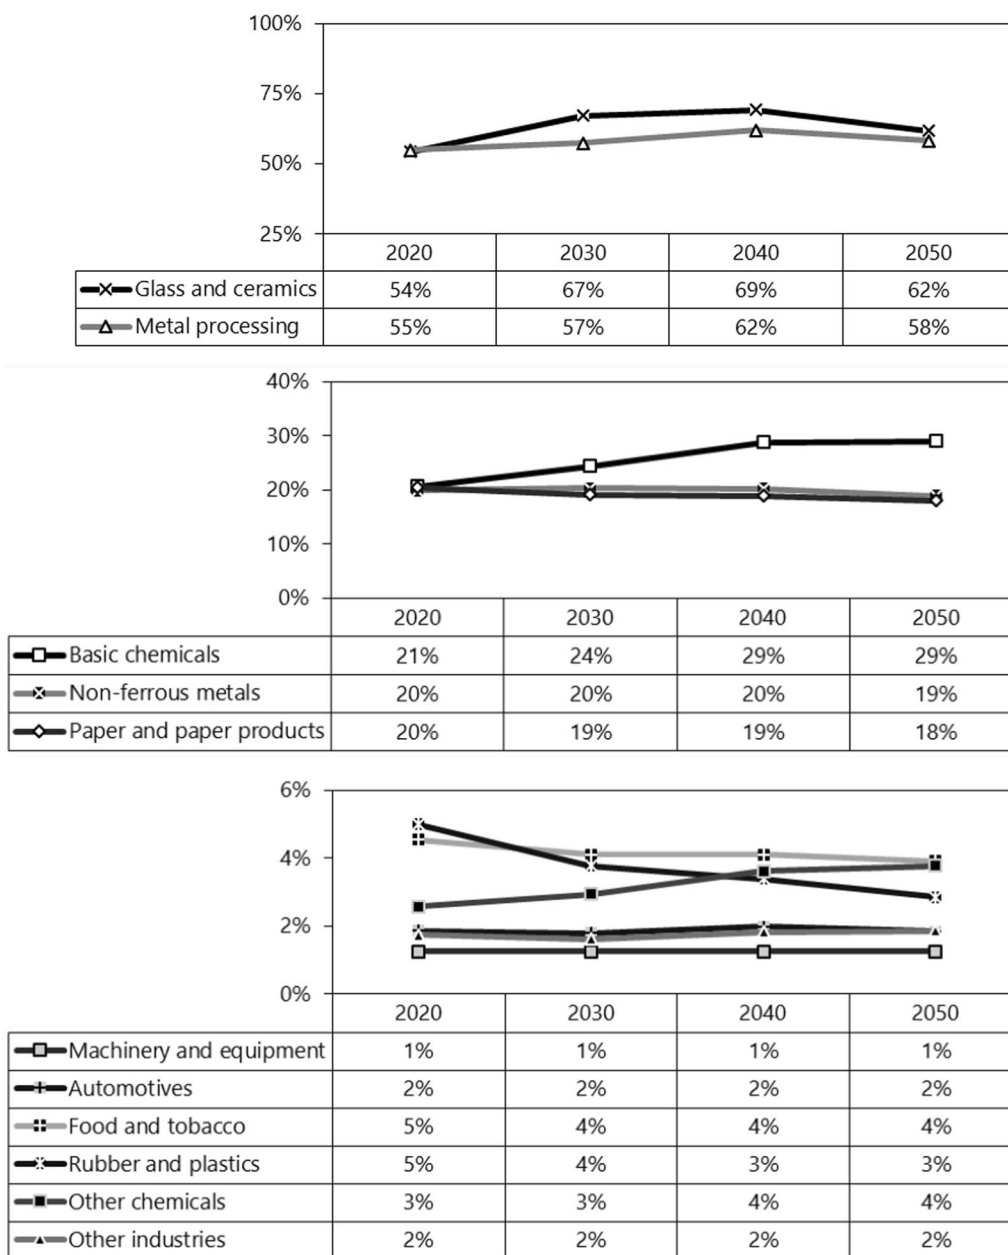 100%
75%
50%
25%
2020 2030 2040 2050
Glass and ceramics 54% 67% 69% 62%
Metal processing 55% 57% 62% 58%
40%
30%
20%
10%
0%
2020 2030 2040 2050
Basic chemicals 21% 24% 29% 29%
Non-ferrous metals 20% 20% 20% 19%
Paper and paper products 20% 19% 19% 18%
6%
4%
2%
0%
2020 2030 2040 2050
Machinery and equipment 1% 1% 1% 1%
Automotives 2% 2% 2% 2%
Food and tobacco 5% 4% 4% 4%
Rubber and plastics 5% 4% 3% 3%
Other chemicals 3% 3% 4% 4%
Other industries 2% 2% 2% 2%